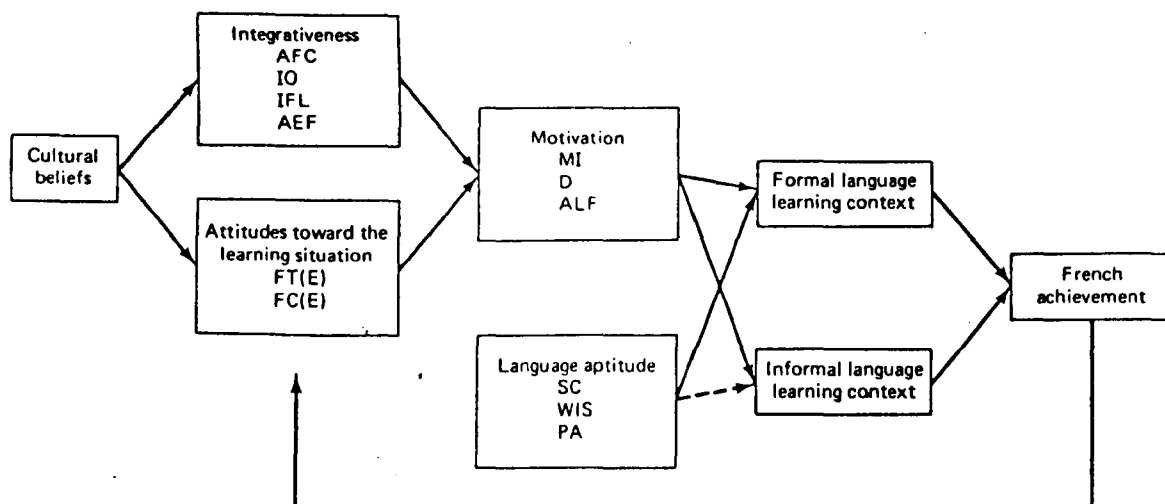 Integrativeness
AFC
IO
IFL
AEF
Cultural
beliefs
Attitudes toward the
learning situation
FT(E)
FC(E)
Motivation
MI
D
ALF
Language aptitude
SC
WIS
PA
Formal language
learning context
Informal language
learning context
French
achievement